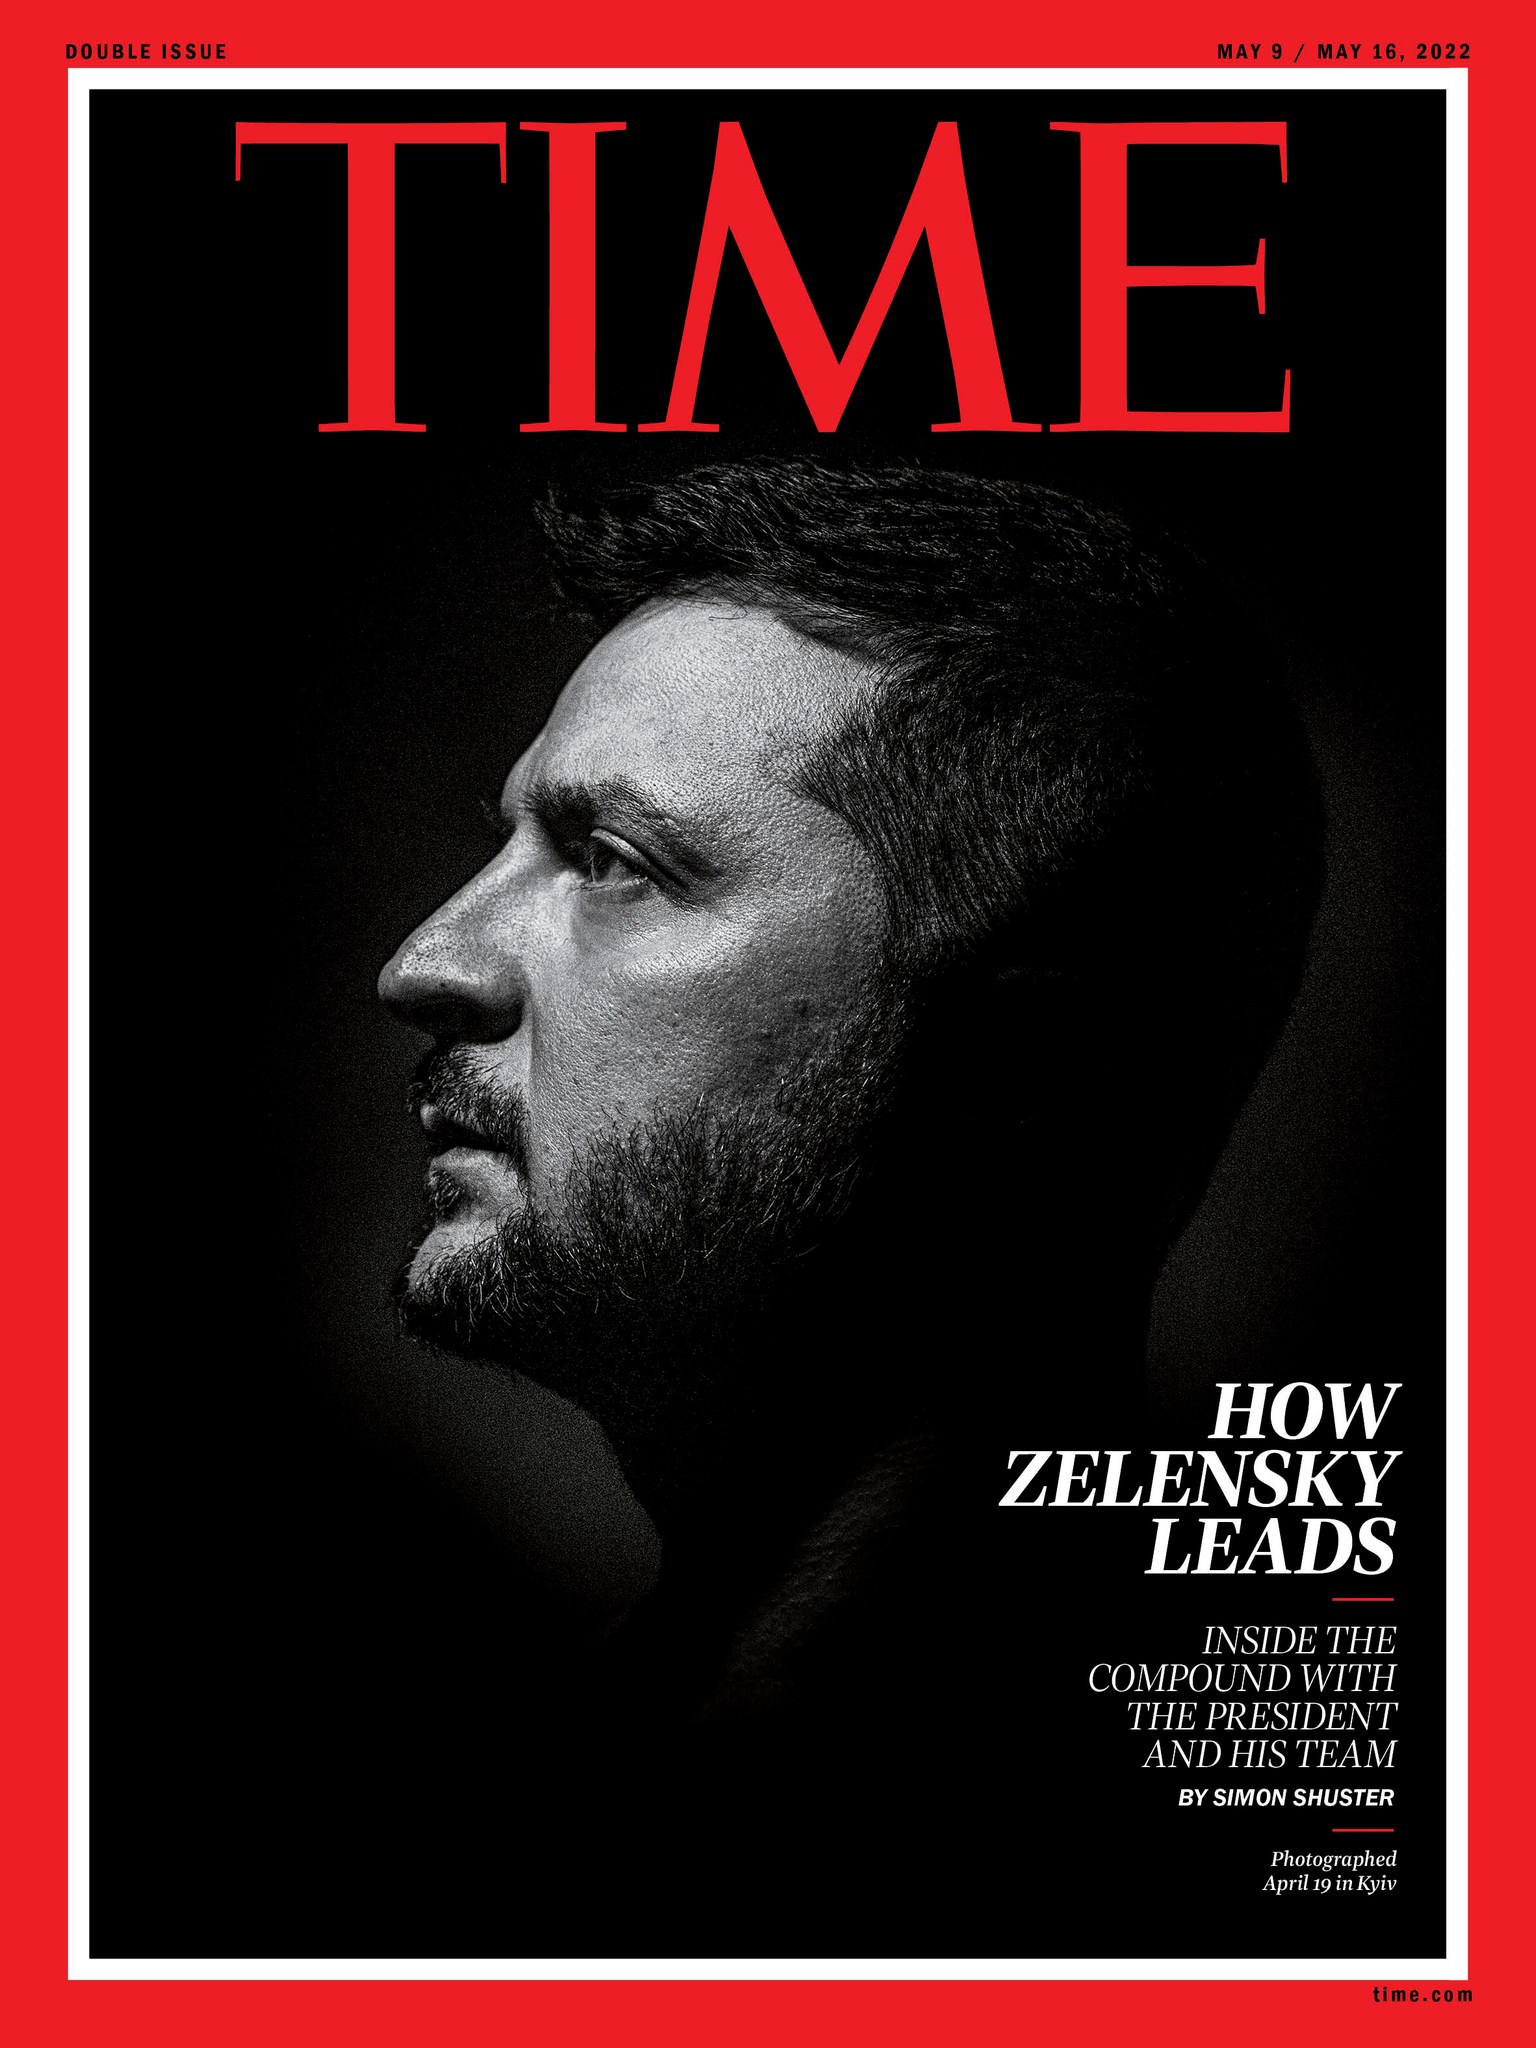 DOUBLE ISSUE
MAY 9 / MAY 16, 2022
TIME
HOW
ZELENSKY
LEADS
INSIDE THE
COMPOUND WITH
THE PRESIDENT
AND HIS TEAM
BY SIMON SHUSTER
Photographed
April 19 in Kyiv
time.com